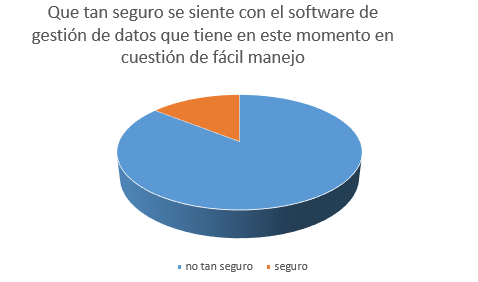 Que tan seguro se siente con el software de
gestión de datos que tiene en este momento en
cuestión de fácil manejo
no tan seguro seguro